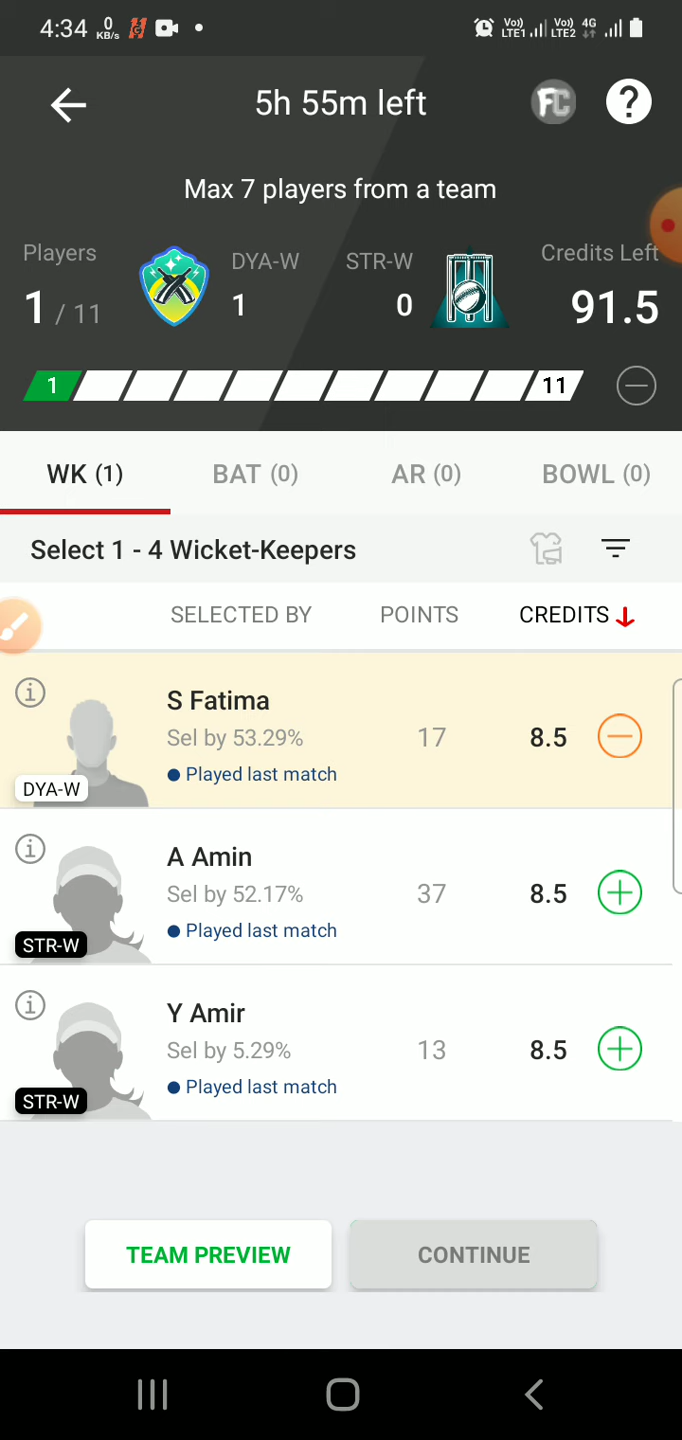 4:34 0 KB/s Vo) LTE1 Vo) LTE2 4G
5h 55m left FC ?
Max 7 players from a team
Players DYA-W STR-W Credits Left
1 / 11 1 0 91.5
1 11
WK (1) BAT (0) AR (0) BOWL (0)
Select 1 - 4 Wicket-Keepers
SELECTED BY POINTS CREDITS
S Fatima
Sel by 53.29% 17 8.5
Played last match
DYA-W
A Amin
Sel by 52.17% 37 8.5
Played last match
STR-W
Y Amir
Sel by 5.29% 13 8.5
Played last match
STR-W
TEAM PREVIEW CONTINUE